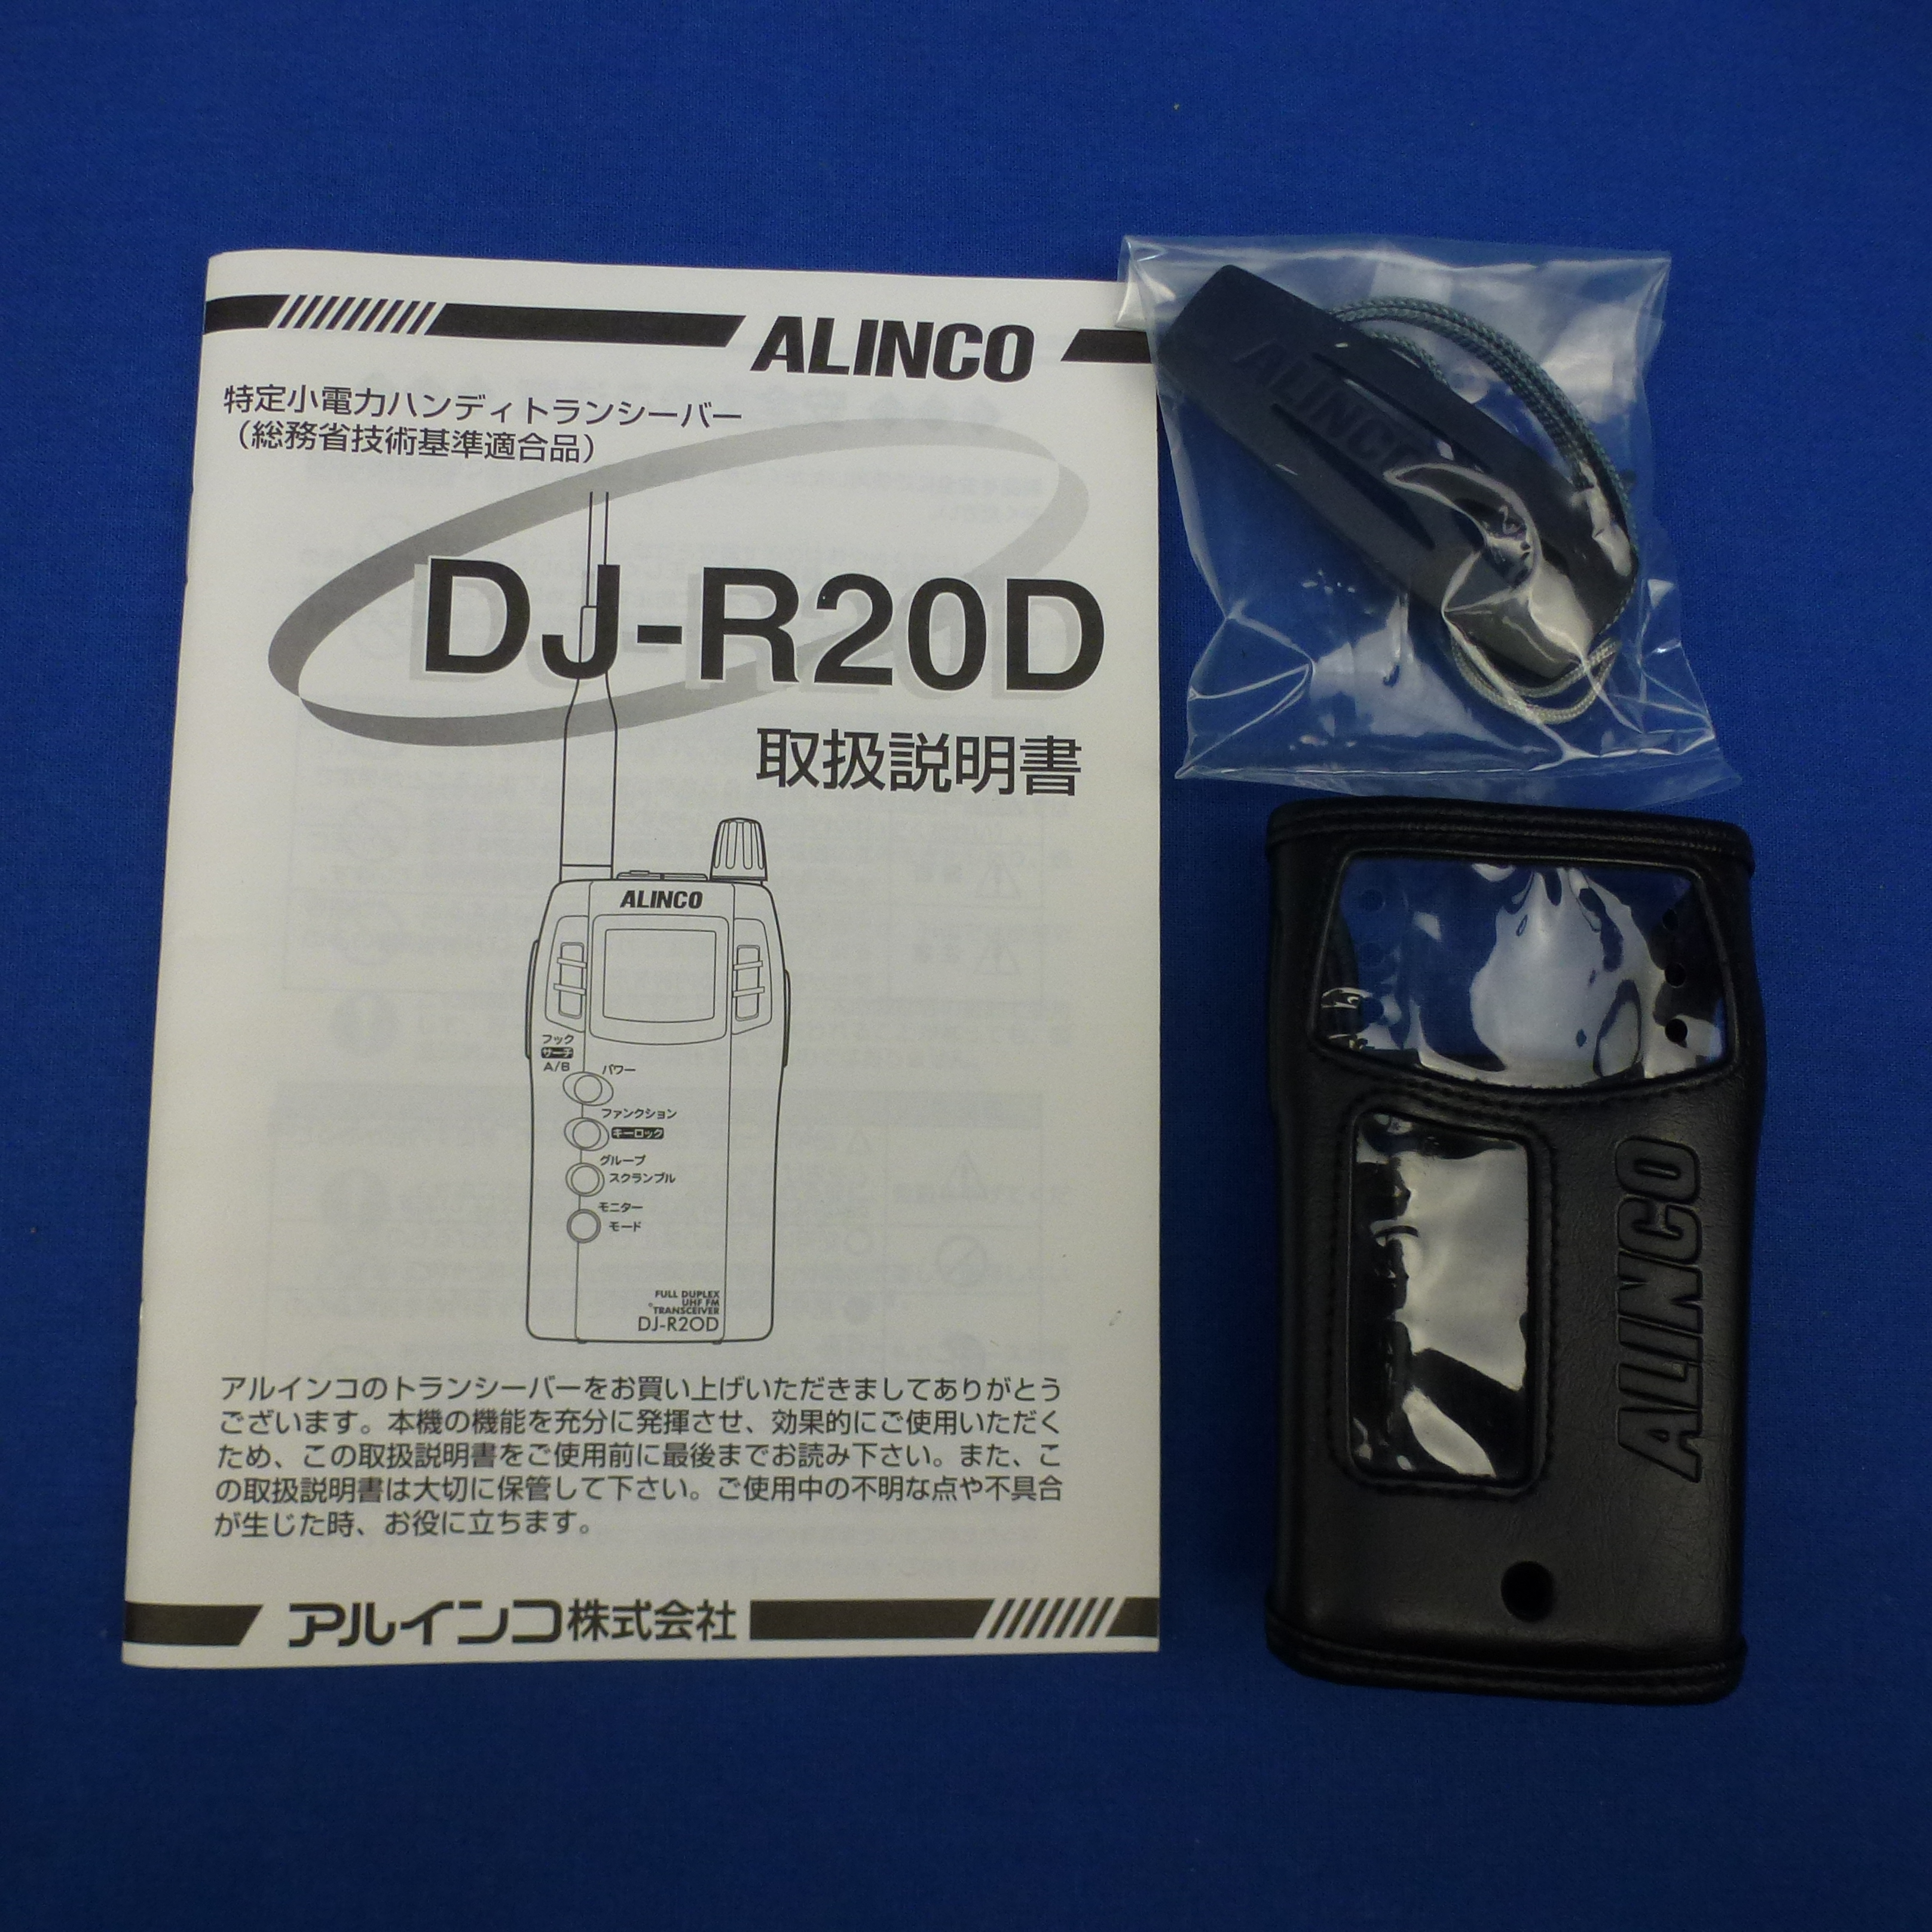 ALINCO
特定小電力ハンディトランシーバー
（総務省技術基準適合品）
DJ-R20D
取扱説明書
ALINCO
フック
サーチ
A/B
パワー
ファンクション
キーロック
グループ
スクランブル
モニター
モード
FULL DUPLEX
UHF FM
TRANSCEIVER
DJ-R20D
アルインコのトランシーバーをお買い上げいただきましてありがとう
ございます。本機の機能を充分に発揮させ、効果的にご使用いただく
ため、この取扱説明書をご使用前に最後までお読み下さい。また、こ
の取扱説明書は大切に保管して下さい。ご使用中の不明な点や不具合
が生じた時、お役に立ちます。
アルインコ株式会社
ALINCO
ALINCO